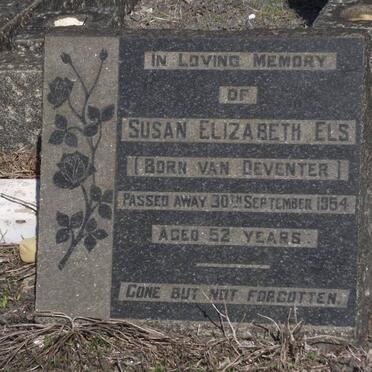 IN LOVING MEMORY
OF
SUSAN ELIZABETH ELS
(BORN VAN DEVENTER)
PASSED AWAY 30TH SEPTEMBER 1954
AGED 52 YEARS.
GONE BUT NOT FORGOTTEN.